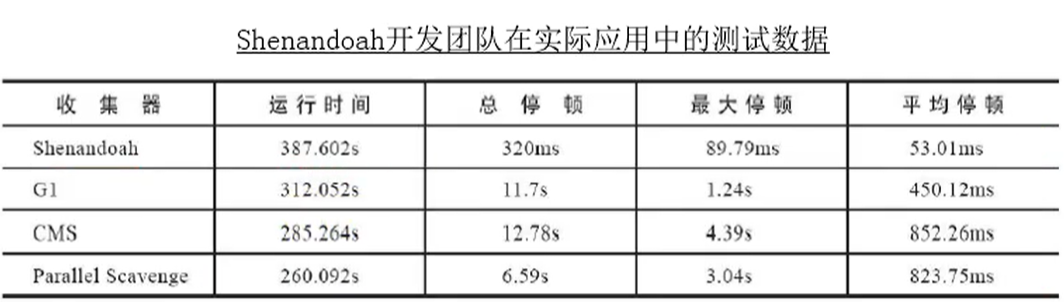 Shenandoah开发团队在实际应用中的测试数据
收集器 运行时间 总停顿 最大停顿 平均停顿
Shenandoah 387.602s 320ms 89.79ms 53.01ms
G1 312.052s 11.7s 1.24s 450.12ms
CMS 285.264s 12.78s 4.39s 852.26ms
Parallel Scavenge 260.092s 6.59s 3.04s 823.75ms